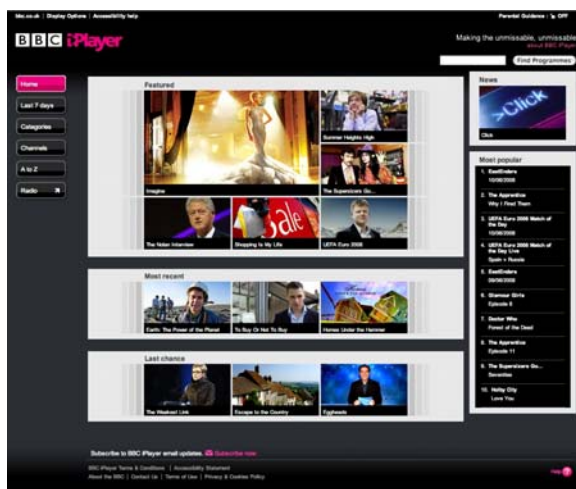 bbc.co.uk | Display Options | Accessibility help
Parental Guidance : OFF
BBC iPlayer
Making the unmissable, unmissable
about BBC iPlayer
Find Programmes
Home
Last 7 days
Categories
Channels
A to Z
Radio
Featured
Imagine
Summer Heights High
The Supersizers Go...
The Nolan Interview
Shopping Is My Life
UEFA Euro 2008
Sale
Most recent
Earth: The Power of the Planet
To Buy Or Not To Buy
Homes Under the Hammer
Last chance
The Weakest Link
Escape to the Country
Eggheads
News
>Click
Click
Most popular
1. EastEnders
10/06/2008
2. The Apprentice
Why I Fired Them
3. UEFA Euro 2008 Match of
the Day
10/06/2008
4. UEFA Euro 2008 Match of
the Day Live
Spain v Russia
5. EastEnders
09/06/2008
6. Glamour Girls
Episode 8
7. Doctor Who
Forest of the Dead
8. The Apprentice
Episode 11
9. The Supersizers Go...
Seventies
10. Holby City
Love You
Subscribe to BBC iPlayer email updates. Subscribe now
BBC iPlayer Terms & Conditions | Accessibility Statement
About the BBC | Contact Us | Terms of Use | Privacy & Cookies Policy
Help ?